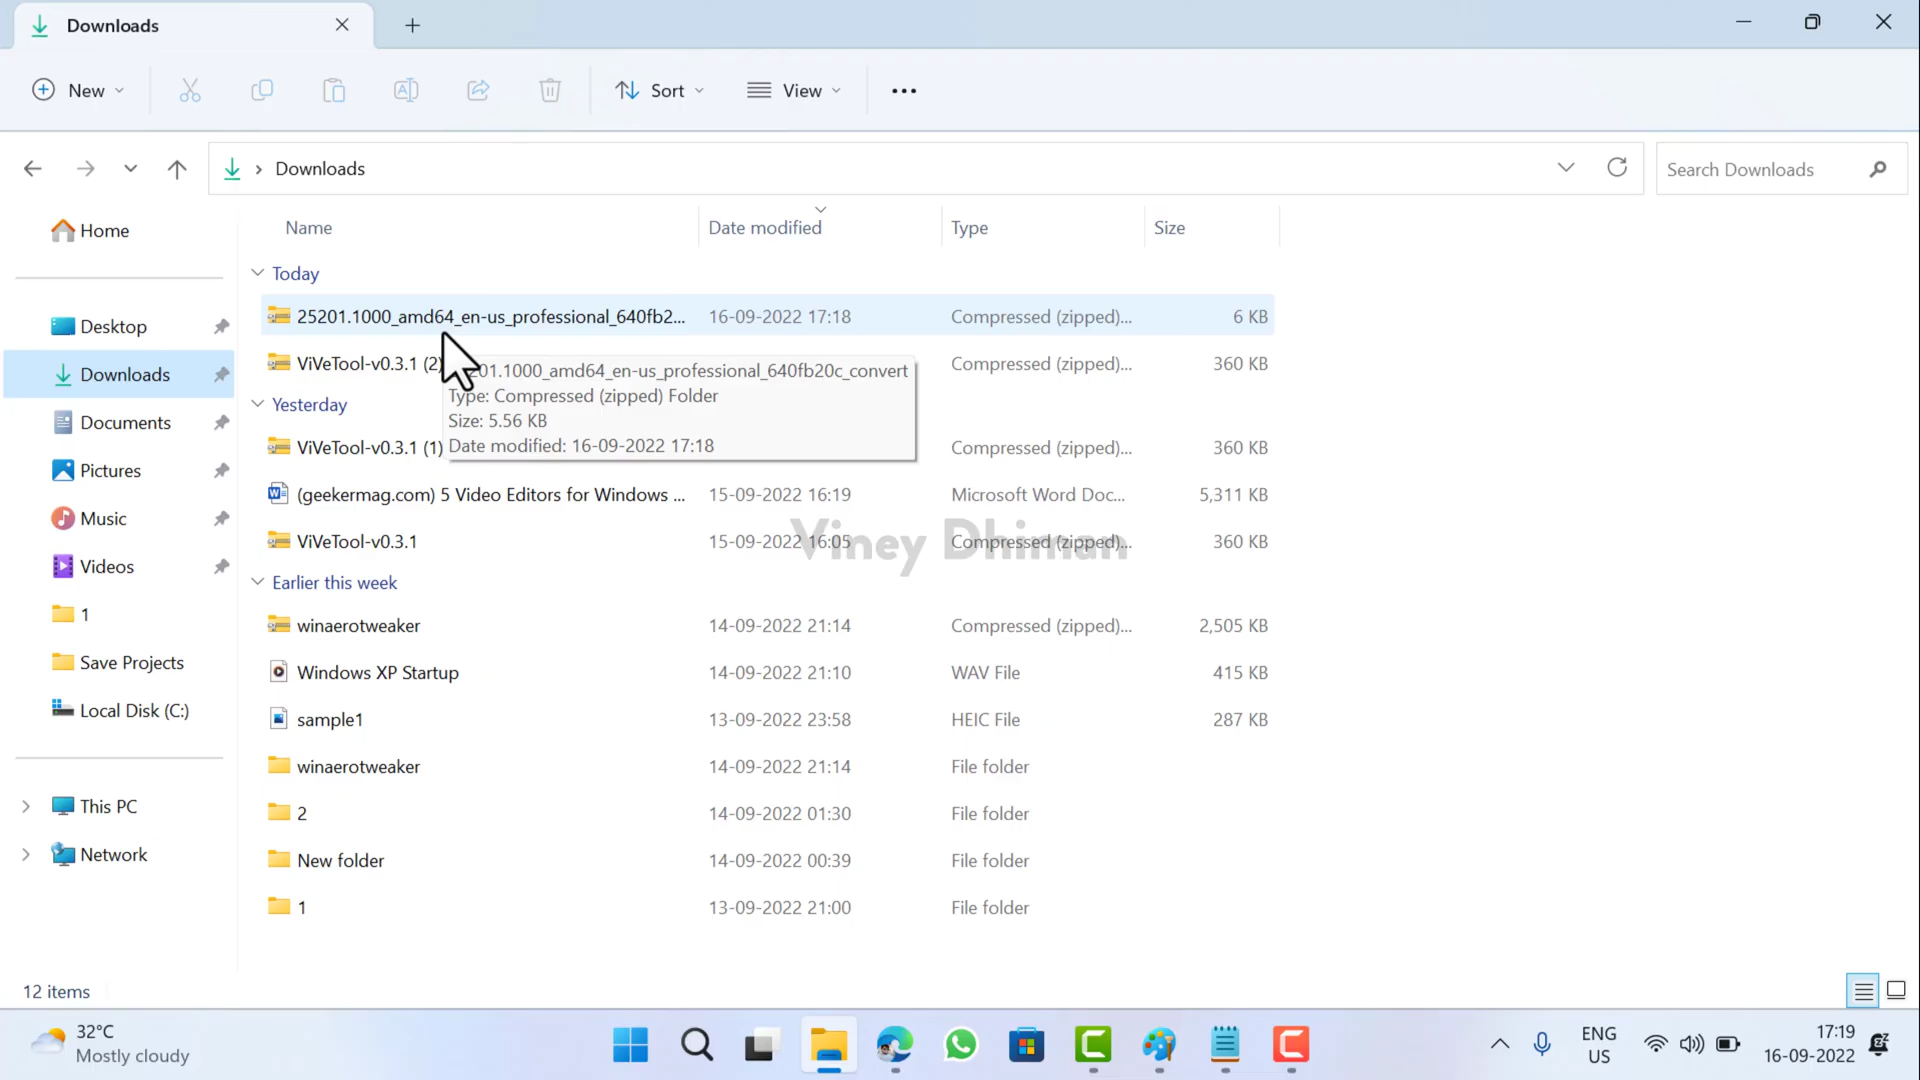 Downloads
New
Sort
View
Downloads
Search Downloads
Home
Desktop
Downloads
Documents
Pictures
Music
Videos
1
Save Projects
Local Disk (C:)
This PC
Network
Name Date modified Type Size
Today
25201.1000_amd64_en-us_professional_640fb2... 16-09-2022 17:18 Compressed (zipped)... 6 KB
ViVeTool-v0.3.1 (2) Compressed (zipped)... 360 KB
201.1000_amd64_en-us_professional_640fb20c_convert
Type: Compressed (zipped) Folder
Size: 5.56 KB
Date modified: 16-09-2022 17:18
Yesterday
ViVeTool-v0.3.1 (1) Compressed (zipped)... 360 KB
(geekermag.com) 5 Video Editors for Windows ... 15-09-2022 16:19 Microsoft Word Doc... 5,311 KB
ViVeTool-v0.3.1 15-09-2022 16:05 Compressed (zipped)... 360 KB
Viney Dhiman
Earlier this week
winaerotweaker 14-09-2022 21:14 Compressed (zipped)... 2,505 KB
Windows XP Startup 14-09-2022 21:10 WAV File 415 KB
sample1 13-09-2022 23:58 HEIC File 287 KB
winaerotweaker 14-09-2022 21:14 File folder
2 14-09-2022 01:30 File folder
New folder 14-09-2022 00:39 File folder
1 13-09-2022 21:00 File folder
12 items
32°C
Mostly cloudy
ENG
US
17:19
16-09-2022